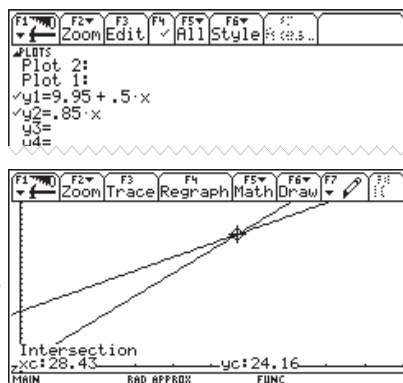 F1 F2 F3 F4 F5 F6
Zoom Edit ✓ All Style
PLOTS
Plot 2:
Plot 1:
✓y1=9.95 + .5·x
✓y2=.85·x
y3=
y4=
F1 F2 F3 F4 F5 F6 F7
Zoom Trace Regraph Math Draw
Intersection
xc:28.43 yc:24.16
MAIN RAD APPROX FUNC